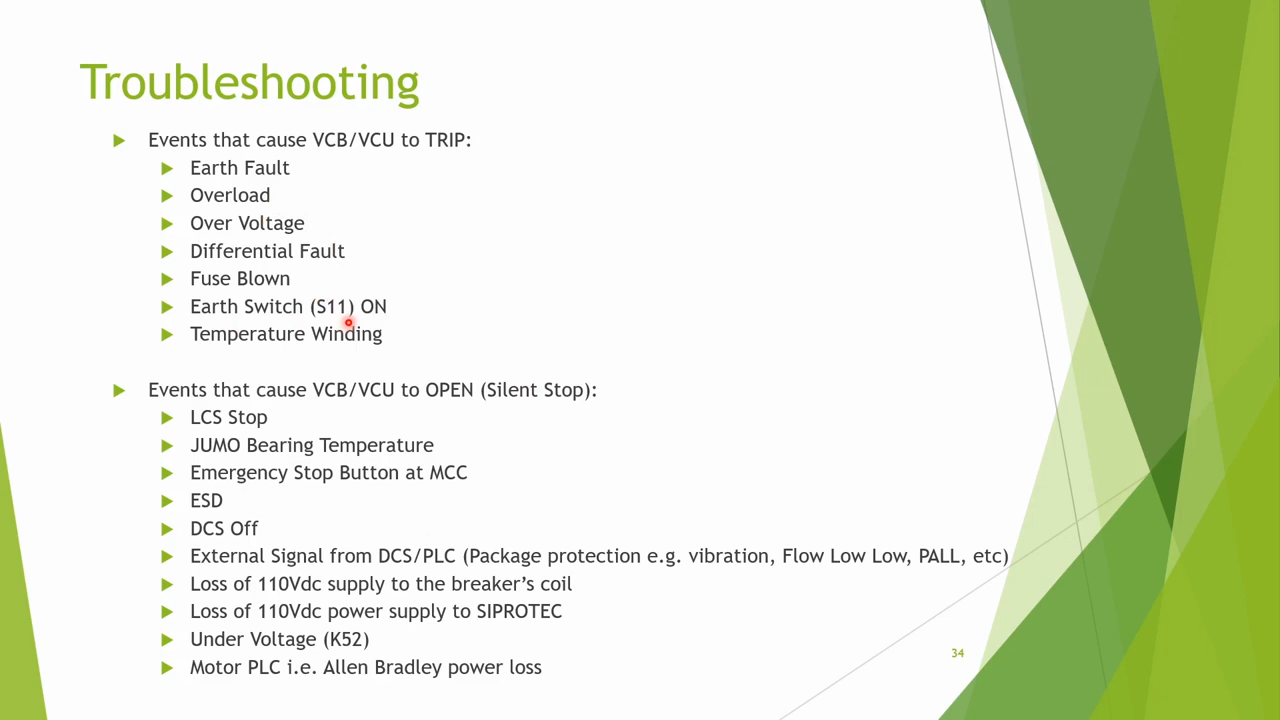 Troubleshooting
Events that cause VCB/VCU to TRIP:
Earth Fault
Overload
Over Voltage
Differential Fault
Fuse Blown
Earth Switch (S11) ON
Temperature Winding
Events that cause VCB/VCU to OPEN (Silent Stop):
LCS Stop
JUMO Bearing Temperature
Emergency Stop Button at MCC
ESD
DCS Off
External Signal from DCS/PLC (Package protection e.g. vibration, Flow Low Low, PALL, etc)
Loss of 110Vdc supply to the breaker’s coil
Loss of 110Vdc power supply to SIPROTEC
Under Voltage (K52)
Motor PLC i.e. Allen Bradley power loss
34